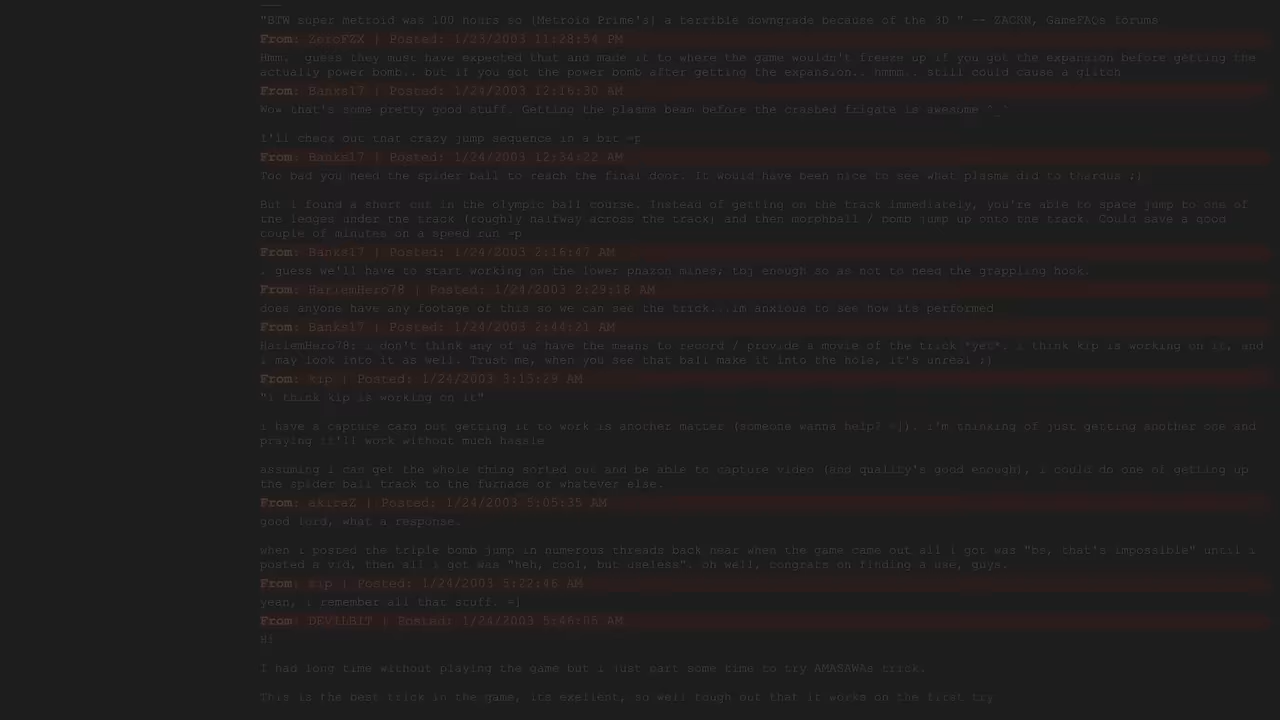 "BTW super metroid was 100 hours so [Metroid Prime's] a terrible downgrade because of the 3D " -- ZACKN, GameFAQs forums
From: ZeroFZX | Posted: 1/23/2003 11:28:54 PM
Hmm.. guess they must have expected that and made it to where the game wouldn't freeze up if you got the expansion before getting the
actually power bomb.. but if you got the power bomb after getting the expansion.. hmmm.. still could cause a glitch
From: Banks17 | Posted: 1/24/2003 12:16:30 AM
Wow that's some pretty good stuff. Getting the plasma beam before the crashed frigate is awesome ^_^
I'll check out that crazy jump sequence in a bit =p
From: Banks17 | Posted: 1/24/2003 12:34:22 AM
Too bad you need the spider ball to reach the final door. It would have been nice to see what plasma did to thardus :]
But i found a short cut in the olympic ball course. Instead of getting on the track immediately, you're able to space jump to one of
the ledges under the track (roughly halfway across the track) and then morphball / bomb jump up onto the track. Could save a good
couple of minutes on a speed run =p
From: Banks17 | Posted: 1/24/2003 2:16:47 AM
I guess we'll have to start working on the lower phazon mines; tbj enough so as not to need the grappling hook.
From: HarlemHero78 | Posted: 1/24/2003 2:29:18 AM
does anyone have any footage of this so we can see the trick...im anxious to see how its performed
From: Banks17 | Posted: 1/24/2003 2:44:21 AM
HarlemHero78: i don't think any of us have the means to record / provide a movie of the trick *yet*. i think kip is working on it, and
i may look into it as well. Trust me, when you see that ball make it into the hole, it's unreal ;)
From: kip | Posted: 1/24/2003 3:15:29 AM
"i think kip is working on it"
i have a capture card but getting it to work is another matter (someone wanna help? =]). i'm thinking of just getting another one and
praying it'll work without much hassle
assuming i can get the whole thing sorted out and be able to capture video (and quality's good enough), i could do one of getting up
the spider ball track to the furnace or whatever else.
From: akiraZ | Posted: 1/24/2003 5:05:35 AM
good lord, what a response.
when i posted the triple bomb jump in numerous threads back near when the game came out all i got was "bs, that's impossible" until i
posted a vid, then all i got was "heh, cool, but useless". oh well, congrats on finding a use, guys.
From: kip | Posted: 1/24/2003 5:22:46 AM
yeah, i remember all that stuff. =]
From: DEVILBIT | Posted: 1/24/2003 5:46:05 AM
Hi
I had long time without playing the game but i just part some time to try AMASAWAs trick.
This is the best trick in the game, its exellent, so well tough out that it works on the first try